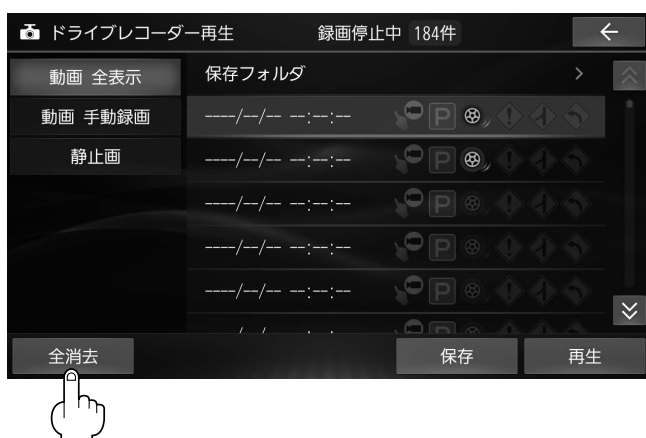 ドライブレコーダー再生 録画停止中 184件
動画 全表示
動画 手動録画
静止画
保存フォルダ
----/--/-- --:--:-- P
----/--/-- --:--:-- P
----/--/-- --:--:-- P
----/--/-- --:--:-- P
----/--/-- --:--:-- P
全消去
保存
再生